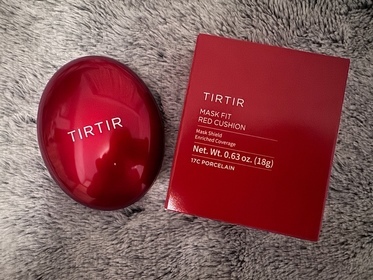 TIRTIR
TIRTIR
MASK FIT
RED CUSHION
Mask Shield
Enriched Coverage
Net. Wt. 0.63 oz. (18g)
17C PORCELAIN